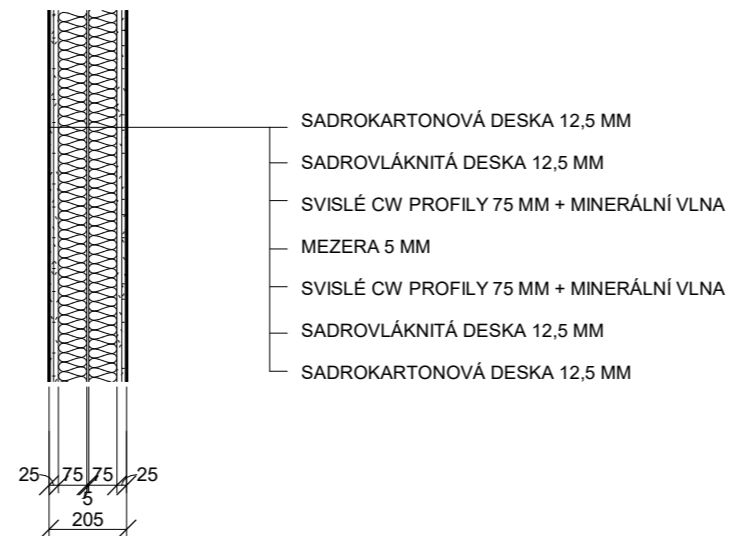 SADROKARTONOVÁ DESKA 12,5 MM
SADROVLÁKNITÁ DESKA 12,5 MM
SVISLÉ CW PROFILY 75 MM + MINERÁLNÍ VLNA
MEZERA 5 MM
SVISLÉ CW PROFILY 75 MM + MINERÁLNÍ VLNA
SADROVLÁKNITÁ DESKA 12,5 MM
SADROKARTONOVÁ DESKA 12,5 MM
25 75 75 25
5
205